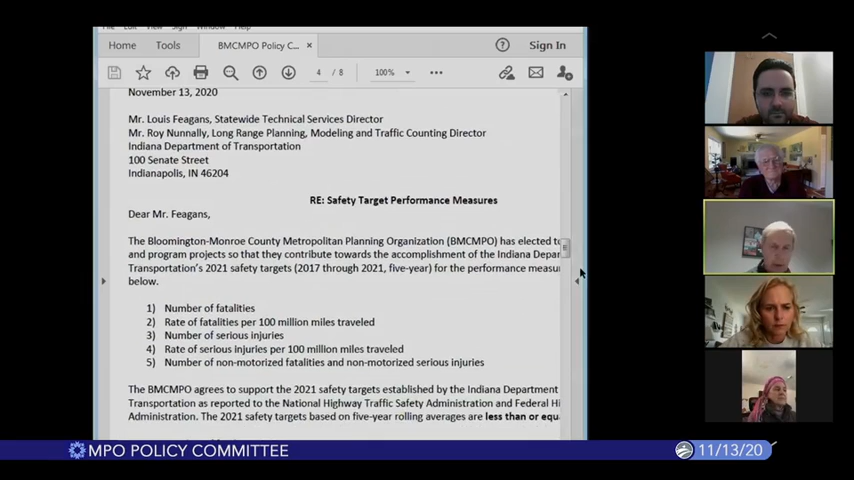 Home
Tools
BMCMPO Policy C...
×
?
Sign In
4 / 8
100%
November 13, 2020
Mr. Louis Feagans, Statewide Technical Services Director
Mr. Roy Nunnally, Long Range Planning, Modeling and Traffic Counting Director
Indiana Department of Transportation
100 Senate Street
Indianapolis, IN 46204
RE: Safety Target Performance Measures
Dear Mr. Feagans,
The Bloomington-Monroe County Metropolitan Planning Organization (BMCMPO) has elected
and program projects so that they contribute towards the accomplishment of the Indiana
Transportation's 2021 safety targets (2017 through 2021, five-year) for the performance
below.
1) Number of fatalities
2) Rate of fatalities per 100 million miles traveled
3) Number of serious injuries
4) Rate of serious injuries per 100 million miles traveled
5) Number of non-motorized fatalities and non-motorized serious injuries
The BMCMPO agrees to support the 2021 safety targets established by the Indiana Department
Transportation as reported to the National Highway Traffic Safety Administration and Federal
Administration. The 2021 safety targets based on five-year rolling averages are less than or
MPO POLICY COMMITTEE
11/13/20